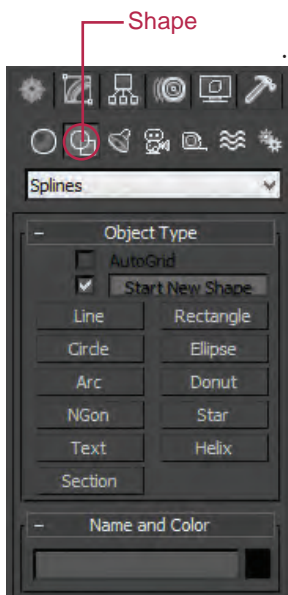 Shape
.
Splines
- Object Type
AutoGrid
Start New Shape
Line Rectangle
Circle Ellipse
Arc Donut
NGon Star
Text Helix
Section
- Name and Color